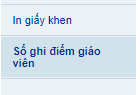 In giấy khen
Sổ ghi điểm giáo
viên